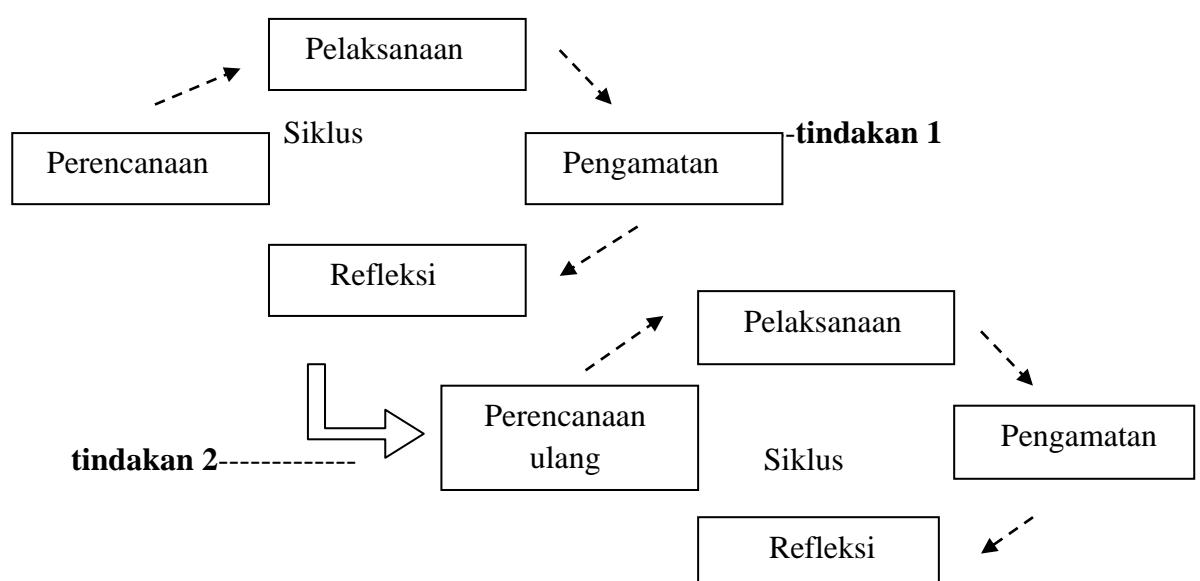 Pelaksanaan
Siklus
-tindakan 1
Perencanaan
Pengamatan
Refleksi
Pelaksanaan
Perencanaan
ulang
Pengamatan
tindakan 2-------------
Siklus
Refleksi